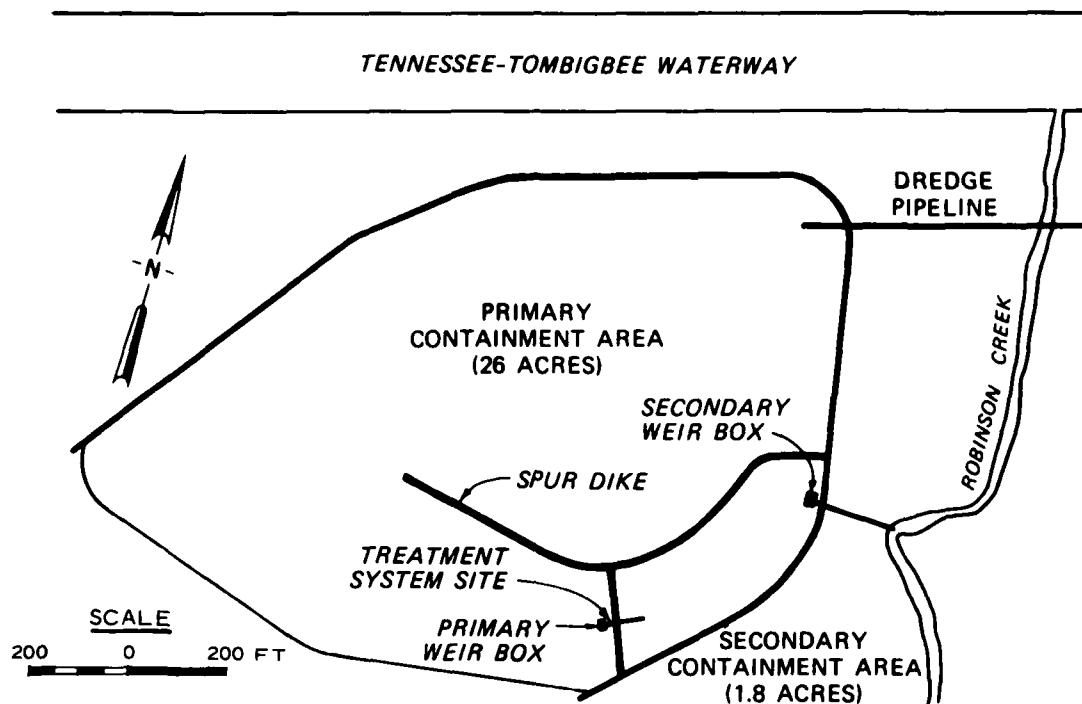 TENNESSEE-TOMBIGBEE WATERWAY
DREDGE
PIPELINE
N
PRIMARY
CONTAINMENT AREA
(26 ACRES)
ROBINSON CREEK
SECONDARY
WEIR BOX
SPUR DIKE
TREATMENT
SYSTEM SITE
PRIMARY
WEIR BOX
SCALE
200 0 200 FT
SECONDARY
CONTAINMENT AREA
(1.8 ACRES)